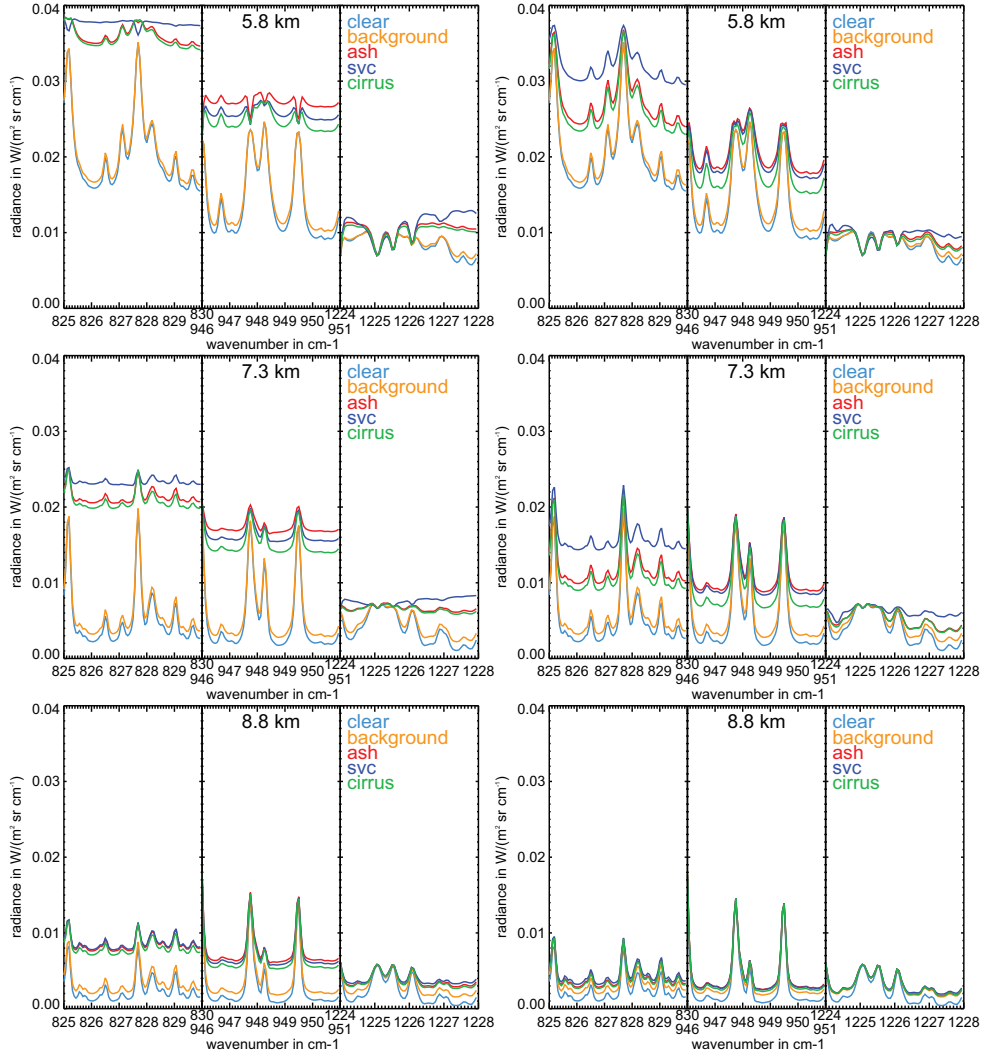 5.8 km
clear
background
ash
svc
cirrus
radiance in W/(m² sr cm⁻¹)
0.04
0.03
0.02
0.01
0.00
825 826 827 828 829 830 947 948 949 950 1224 1225 1226 1227 1228
946 951
wavenumber in cm-1
5.8 km
clear
background
ash
svc
cirrus
radiance in W/(m² sr cm⁻¹)
0.04
0.03
0.02
0.01
0.00
825 826 827 828 829 830 947 948 949 950 1224 1225 1226 1227 1228
946 951
wavenumber in cm-1
7.3 km
clear
background
ash
svc
cirrus
radiance in W/(m² sr cm⁻¹)
0.04
0.03
0.02
0.01
0.00
825 826 827 828 829 830 947 948 949 950 1224 1225 1226 1227 1228
946 951
wavenumber in cm-1
7.3 km
clear
background
ash
svc
cirrus
radiance in W/(m² sr cm⁻¹)
0.04
0.03
0.02
0.01
0.00
825 826 827 828 829 830 947 948 949 950 1224 1225 1226 1227 1228
946 951
wavenumber in cm-1
8.8 km
clear
background
ash
svc
cirrus
radiance in W/(m² sr cm⁻¹)
0.04
0.03
0.02
0.01
0.00
825 826 827 828 829 830 947 948 949 950 1224 1225 1226 1227 1228
946 951
wavenumber in cm-1
8.8 km
clear
background
ash
svc
cirrus
radiance in W/(m² sr cm⁻¹)
0.04
0.03
0.02
0.01
0.00
825 826 827 828 829 830 947 948 949 950 1224 1225 1226 1227 1228
946 951
wavenumber in cm-1